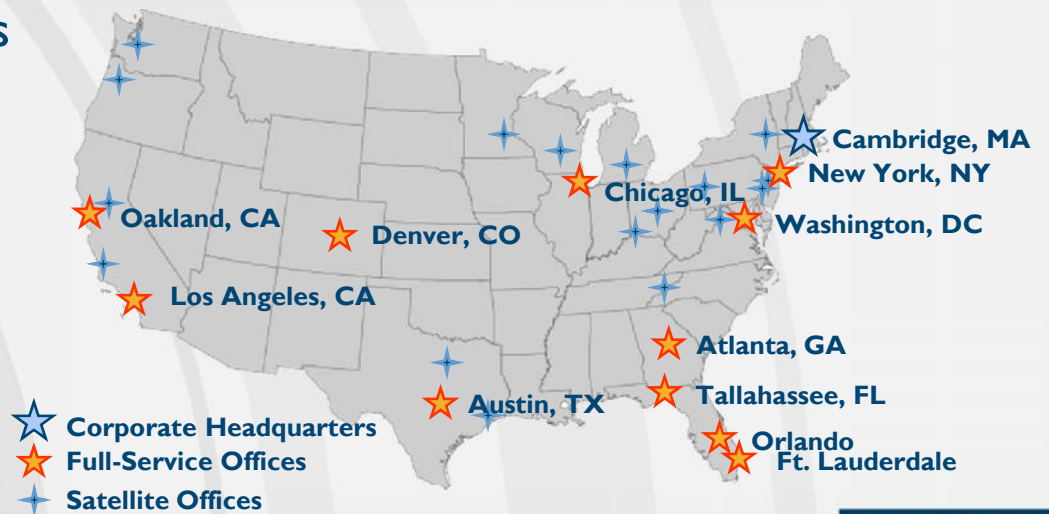 s
Cambridge, MA
New York, NY
Chicago, IL
Washington, DC
Oakland, CA
Denver, CO
Los Angeles, CA
Atlanta, GA
Tallahassee, FL
Austin, TX
Orlando
Ft. Lauderdale
Corporate Headquarters
Full-Service Offices
Satellite Offices